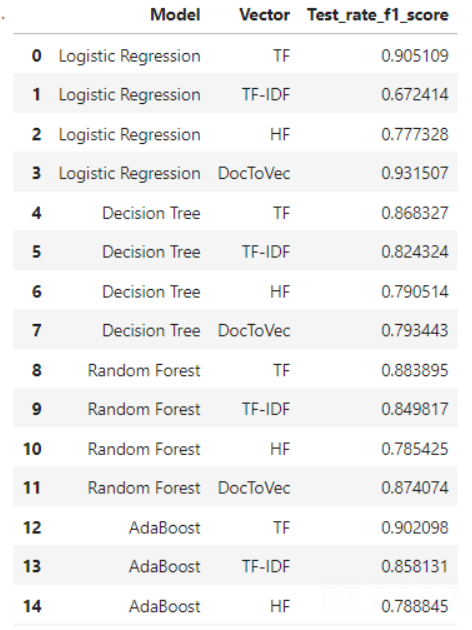 Model Vector Test_rate_f1_score
0 Logistic Regression TF 0.905109
1 Logistic Regression TF-IDF 0.672414
2 Logistic Regression HF 0.777328
3 Logistic Regression DocToVec 0.931507
4 Decision Tree TF 0.868327
5 Decision Tree TF-IDF 0.824324
6 Decision Tree HF 0.790514
7 Decision Tree DocToVec 0.793443
8 Random Forest TF 0.883895
9 Random Forest TF-IDF 0.849817
10 Random Forest HF 0.785425
11 Random Forest DocToVec 0.874074
12 AdaBoost TF 0.902098
13 AdaBoost TF-IDF 0.858131
14 AdaBoost HF 0.788845